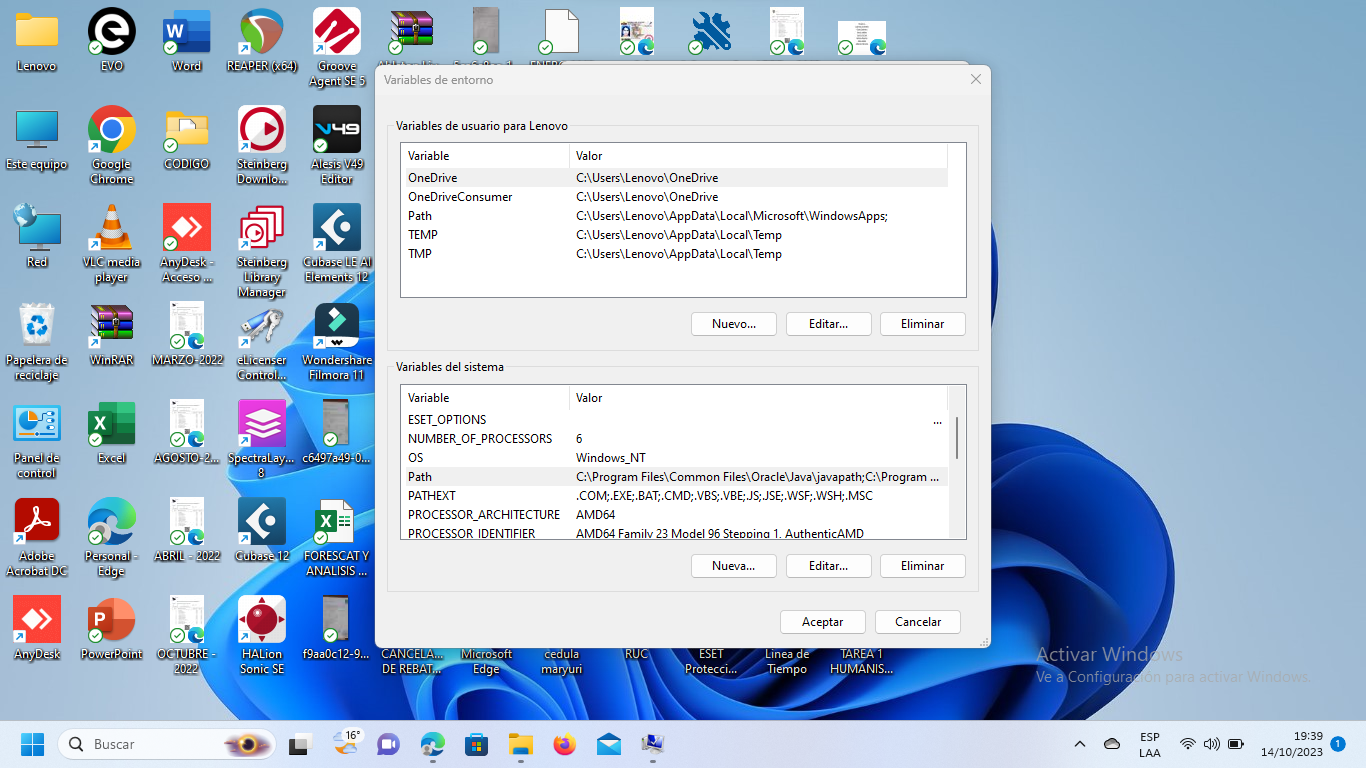 Lenovo
EVO
Word
REAPER (x64)
Groove
Agent SE 5
Variables de entorno
Variables de usuario para Lenovo
Variable Valor
OneDrive C:\Users\Lenovo\OneDrive
OneDriveConsumer C:\Users\Lenovo\OneDrive
Path C:\Users\Lenovo\AppData\Local\Microsoft\WindowsApps;
TEMP C:\Users\Lenovo\AppData\Local\Temp
TMP C:\Users\Lenovo\AppData\Local\Temp
Nuevo... Editar... Eliminar
Variables del sistema
Variable Valor
ESET_OPTIONS ...
NUMBER_OF_PROCESSORS 6
OS Windows_NT
Path C:\Program Files\Common Files\Oracle\Java\javapath;C:\Program ...
PATHEXT .COM;.EXE;.BAT;.CMD;.VBS;.VBE;.JS;.JSE;.WSF;.WSH;.MSC
PROCESSOR_ARCHITECTURE AMD64
PROCESSOR_IDENTIFIER AMD64 Family 23 Model 96 Stepping 1, AuthenticAMD
Nueva... Editar... Eliminar
Aceptar Cancelar
Este equipo
Google
Chrome
CODIGO
Steinberg
Downlo...
V49
Alesis V49
Editor
Red
VLC media
player
AnyDesk -
Acceso ...
Steinberg
Library
Manager
Cubase LE AI
Elements 12
Papelera de
reciclaje
WinRAR
MARZO-2022
eLicenser
Control...
Wondershare
Filmora 11
Panel de
control
Excel
AGOSTO-2...
SpectraLay...
8
c6497a49-0...
Adobe
Acrobat DC
Personal -
Edge
ABRIL - 2022
Cubase 12
FORESCAT Y
ANALISIS ...
AnyDesk
PowerPoint
OCTUBRE -
2022
HALion
Sonic SE
f9aa0c12-9...
CANCELA...
DE REBAT...
Microsoft
Edge
cedula
maryuri
RUC
ESET
Protecci...
Linea de
Tiempo
TAREA 1
HUMANIS...
Activar Windows
Ve a Configuración para activar Windows.
Buscar
16°
ESP
LAA
19:39
14/10/2023
1